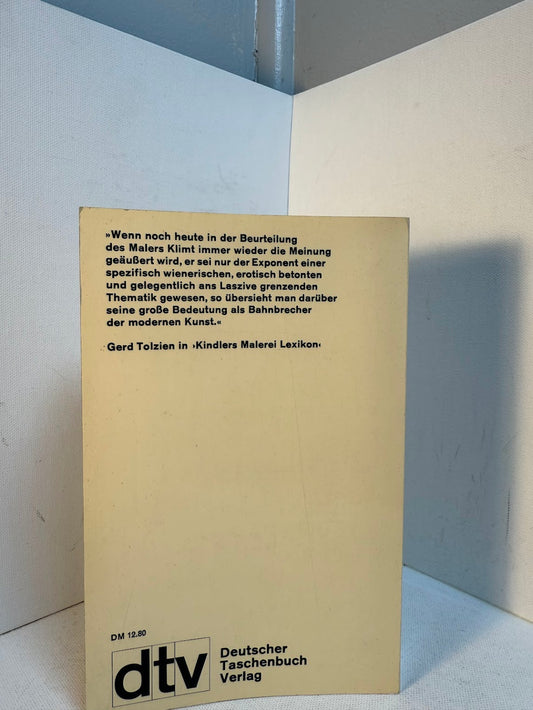 »Wenn noch heute in der Beurteilung
des Malers Klimt immer wieder die Meinung
geäußert wird, er sei nur der Exponent einer
spezifisch wienerischen, erotisch betonten
und gelegentlich ans Laszive grenzenden
Thematik gewesen, so übersieht man darüber
seine große Bedeutung als Bahnbrecher
der modernen Kunst.«
Gerd Tolzien in ›Kindlers Malerei Lexikon‹
DM 12.80
dtv
Deutscher
Taschenbuch
Verlag